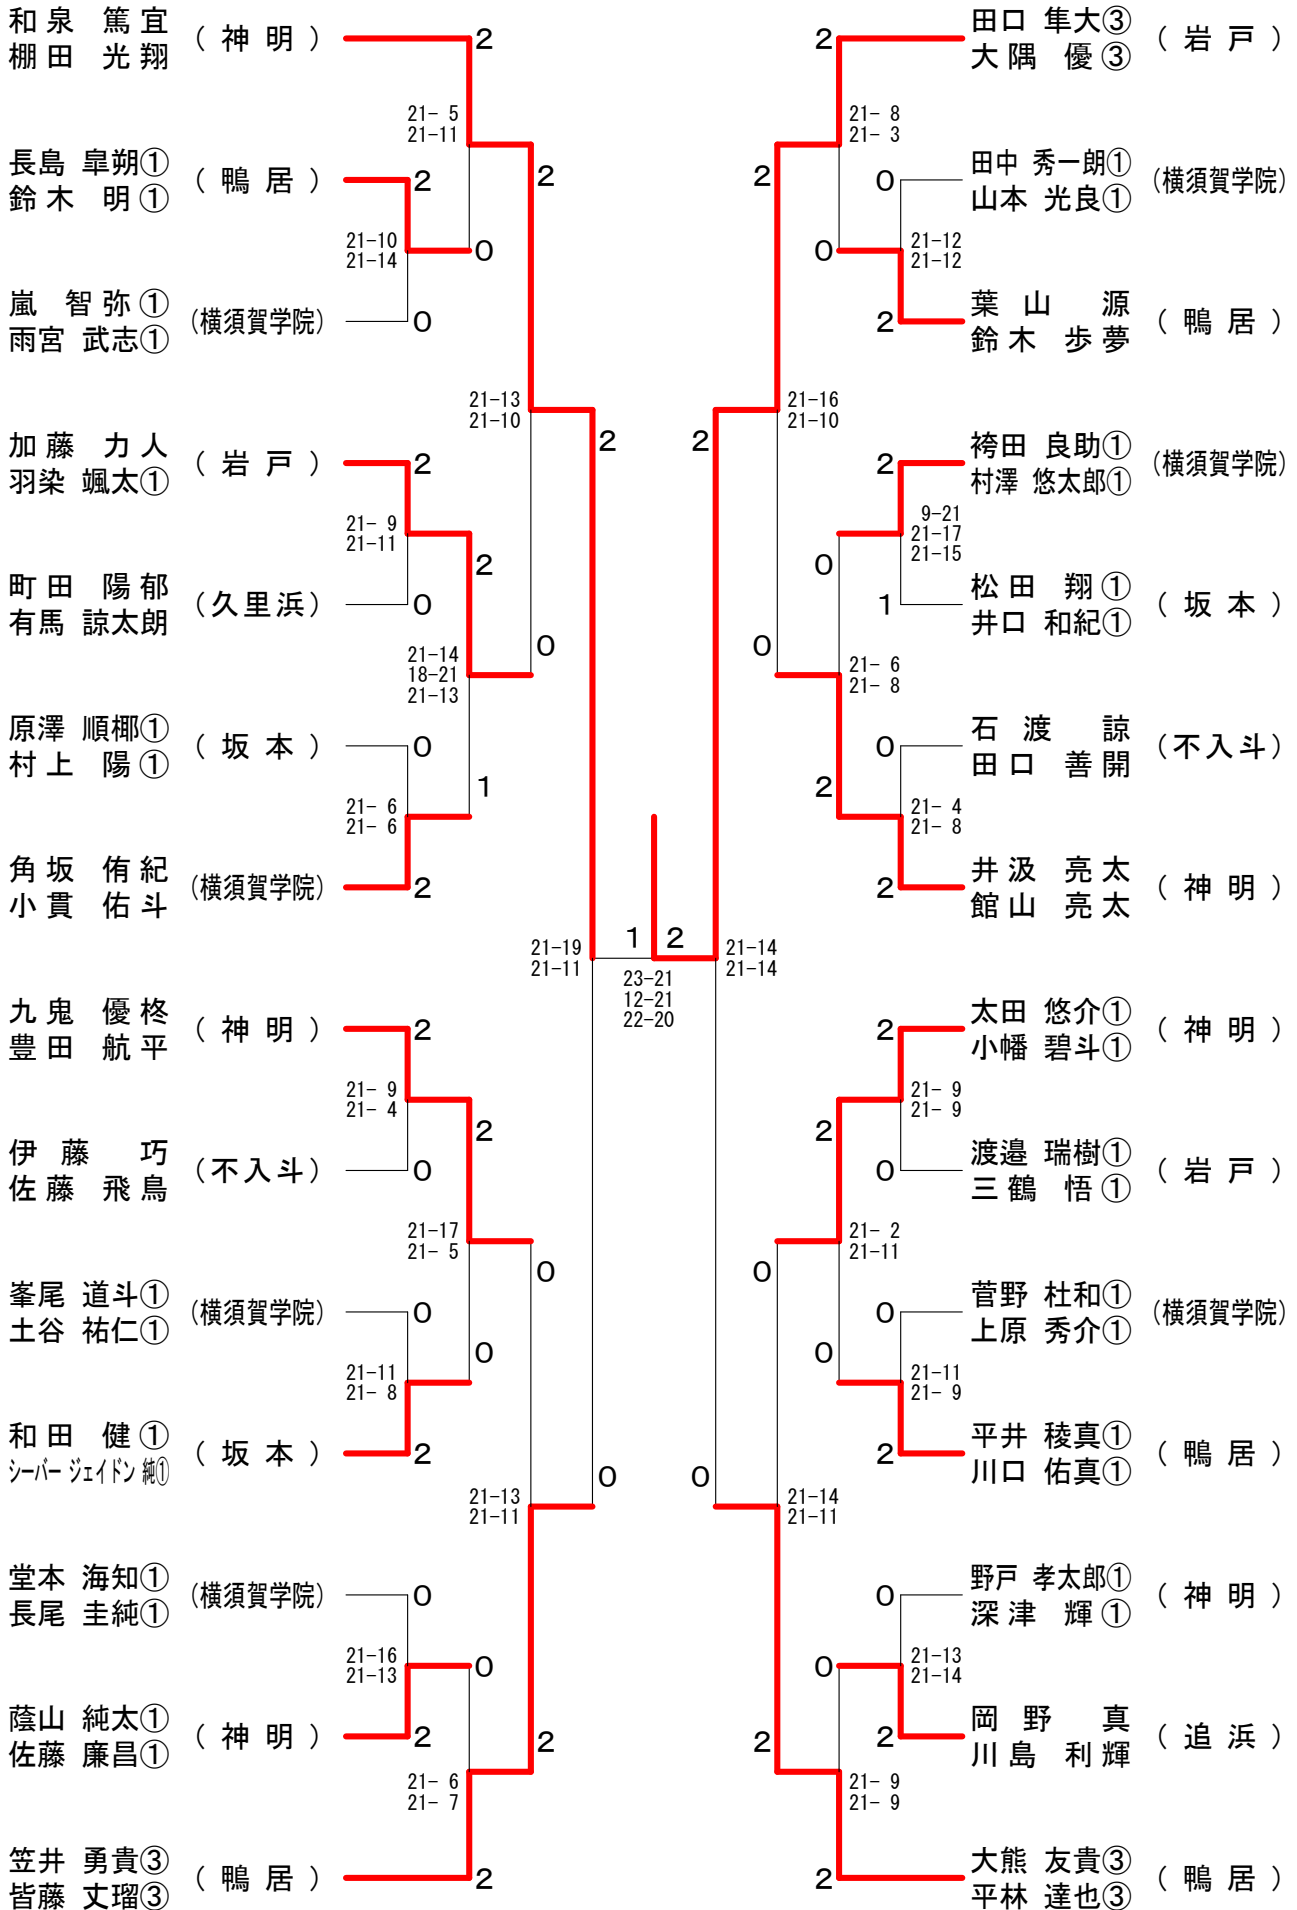 和泉 篤宜
棚田 光翔
(神明)
2
21- 5
21-11
長島 皐朔①
鈴木 明①
(鴨居)
2
2
21-10
21-14
0
嵐 智弥①
雨宮 武志①
(横須賀学院)
0
21-13
21-10
加藤 力人
羽染 颯太①
(岩戸)
2
2
21- 9
21-11
2
町田 陽郁
有馬 諒太朗
(久里浜)
0
21-14
18-21
21-13
0
原澤 順椰①
村上 陽①
(坂本)
0
1
21- 6
21- 6
角坂 侑紀
小貫 佑斗
(横須賀学院)
2
21-19
21-11
1
2
23-21
12-21
22-20
九鬼 優柊
豊田 航平
(神明)
2
21- 9
21- 4
2
伊藤 巧
佐藤 飛鳥
(不入斗)
0
21-17
21- 5
0
峯尾 道斗①
土谷 祐仁①
(横須賀学院)
0
0
21-11
21- 8
和田 健①
シーバー ジェイドン 純①
(坂本)
2
0
21-13
21-11
堂本 海知①
長尾 圭純①
(横須賀学院)
0
21-16
21-13
0
蔭山 純太①
佐藤 廉昌①
(神明)
2
2
21- 6
21- 7
笠井 勇貴③
皆藤 丈瑠③
(鴨居)
2
2
田口 隼大③
大隅 優③
(岩戸)
21- 8
21- 3
2
0
田中 秀一朗①
山本 光良①
(横須賀学院)
0
21-12
21-12
2
葉山 源
鈴木 歩夢
(鴨居)
21-16
21-10
2
2
袴田 良助①
村澤 悠太郎①
(横須賀学院)
9-21
21-17
21-15
0
1
松田 翔①
井口 和紀①
(坂本)
0
21- 6
21- 8
0
石渡 諒
田口 善開
(不入斗)
2
21- 4
21- 8
2
井汲 亮太
館山 亮太
(神明)
21-14
21-14
2
太田 悠介①
小幡 碧斗①
(神明)
21- 9
21- 9
2
0
渡邉 瑞樹①
三鶴 悟①
(岩戸)
21- 2
21-11
0
0
菅野 杜和①
上原 秀介①
(横須賀学院)
0
21-11
21- 9
2
平井 稜真①
川口 佑真①
(鴨居)
0
21-14
21-11
0
野戸 孝太郎①
深津 輝①
(神明)
0
21-13
21-14
2
2
岡野 真
川島 利輝
(追浜)
21- 9
21- 9
2
大熊 友貴③
平林 達也③
(鴨居)